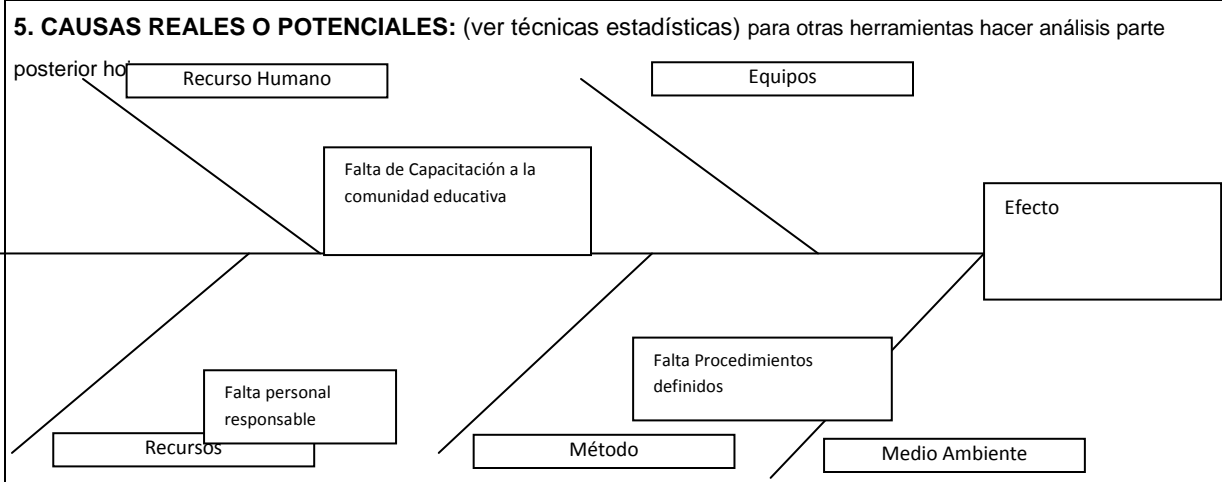 5. CAUSAS REALES O POTENCIALES: (ver técnicas estadísticas) para otras herramientas hacer análisis parte
posterior
Recurso Humano
Equipos
Falta de Capacitación a la
comunidad educativa
Efecto
Falta Procedimientos
definidos
Falta personal
responsable
Recursos
Método
Medio Ambiente